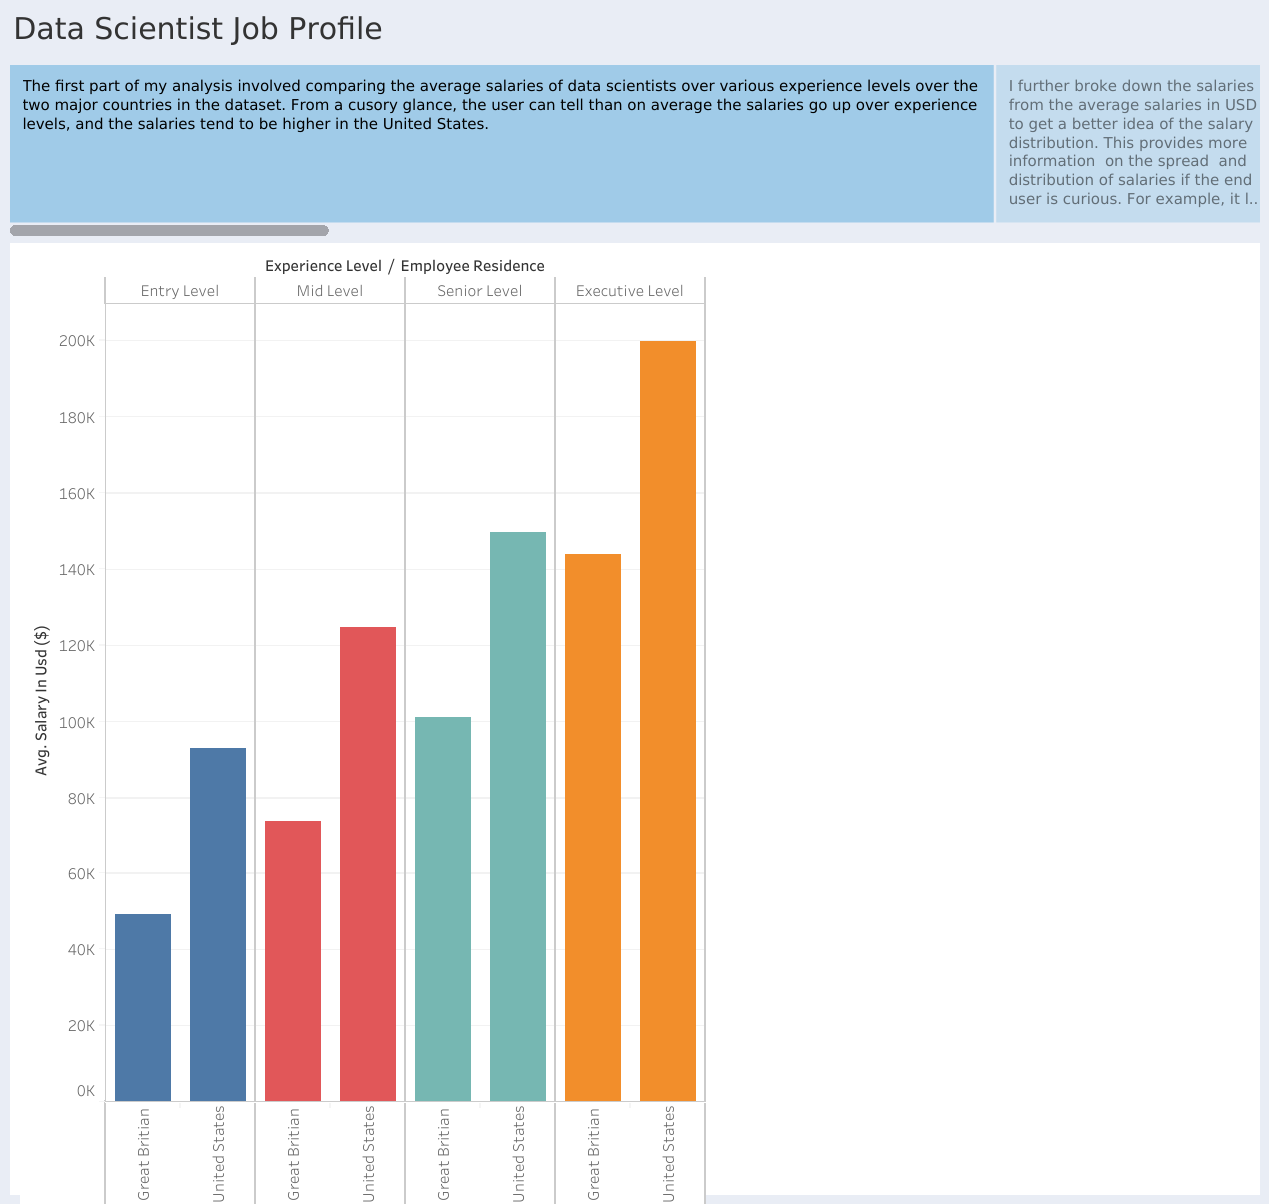 Data Scientist Job Profile
The first part of my analysis involved comparing the average salaries of data scientists over various experience levels over the
two major countries in the dataset. From a cusory glance, the user can tell than on average the salaries go up over experience
levels, and the salaries tend to be higher in the United States.
I further broke down the salaries
from the average salaries in USD
to get a better idea of the salary
distribution. This provides more
information  on the spread  and
distribution of salaries if the end
user is curious. For example, it l..
Experience Level / Employee Residence
Entry Level
Mid Level
Senior Level
Executive Level
200K
180K
160K
140K
120K
100K
80K
60K
40K
20K
0K
Avg. Salary In Usd ($)
Great Britian
United States
Great Britian
United States
Great Britian
United States
Great Britian
United States